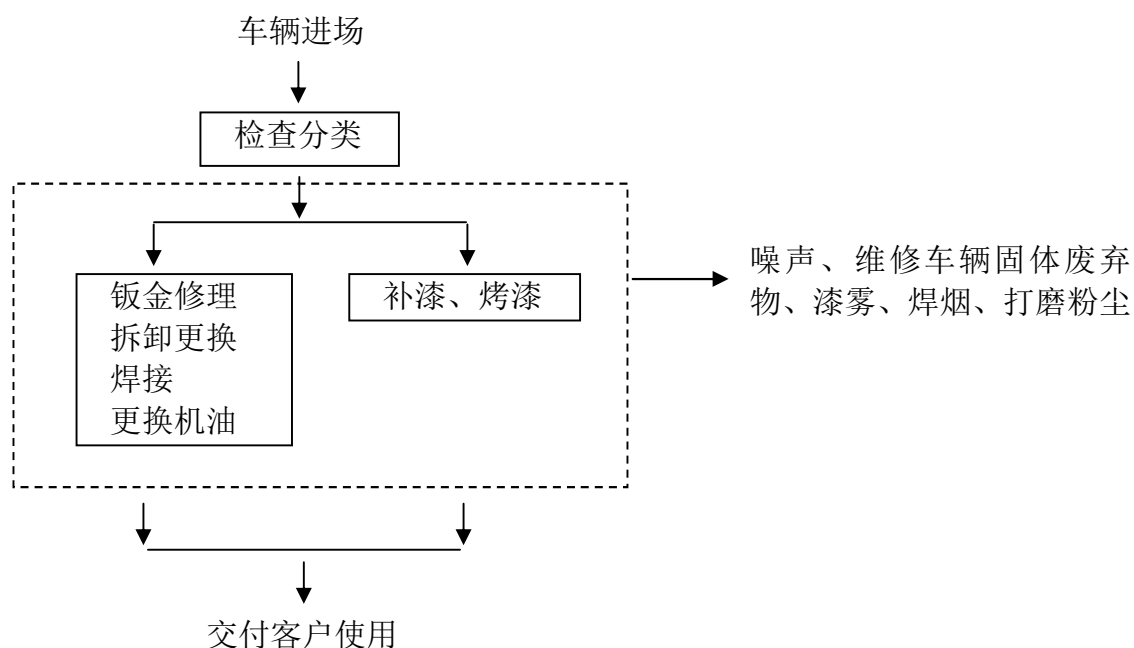 车辆进场
检查分类
钣金修理
拆卸更换
焊接
更换机油
补漆、烤漆
噪声、维修车辆固体废弃
物、漆雾、焊烟、打磨粉尘
交付客户使用